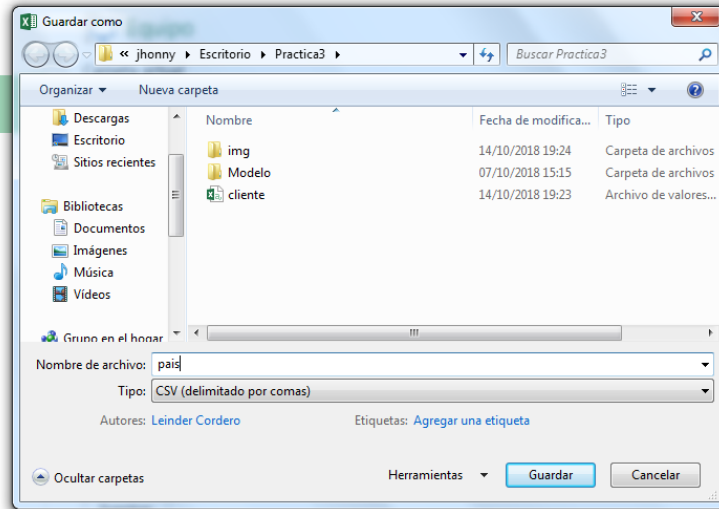 Guardar como
« jhonny ▸ Escritorio ▸ Practica3 ▸ Buscar Practica3
Organizar Nueva carpeta
Nombre Fecha de modifica... Tipo
Descargas
Escritorio
Sitios recientes
Bibliotecas
Documentos
Imágenes
Música
Vídeos
Grupo en el hogar
img 14/10/2018 19:24 Carpeta de archivos
Modelo 07/10/2018 15:15 Carpeta de archivos
cliente 14/10/2018 19:23 Archivo de valores...
Nombre de archivo: pais
Tipo: CSV (delimitado por comas)
Autores: Leinder Cordero Etiquetas: Agregar una etiqueta
Ocultar carpetas Herramientas Guardar Cancelar